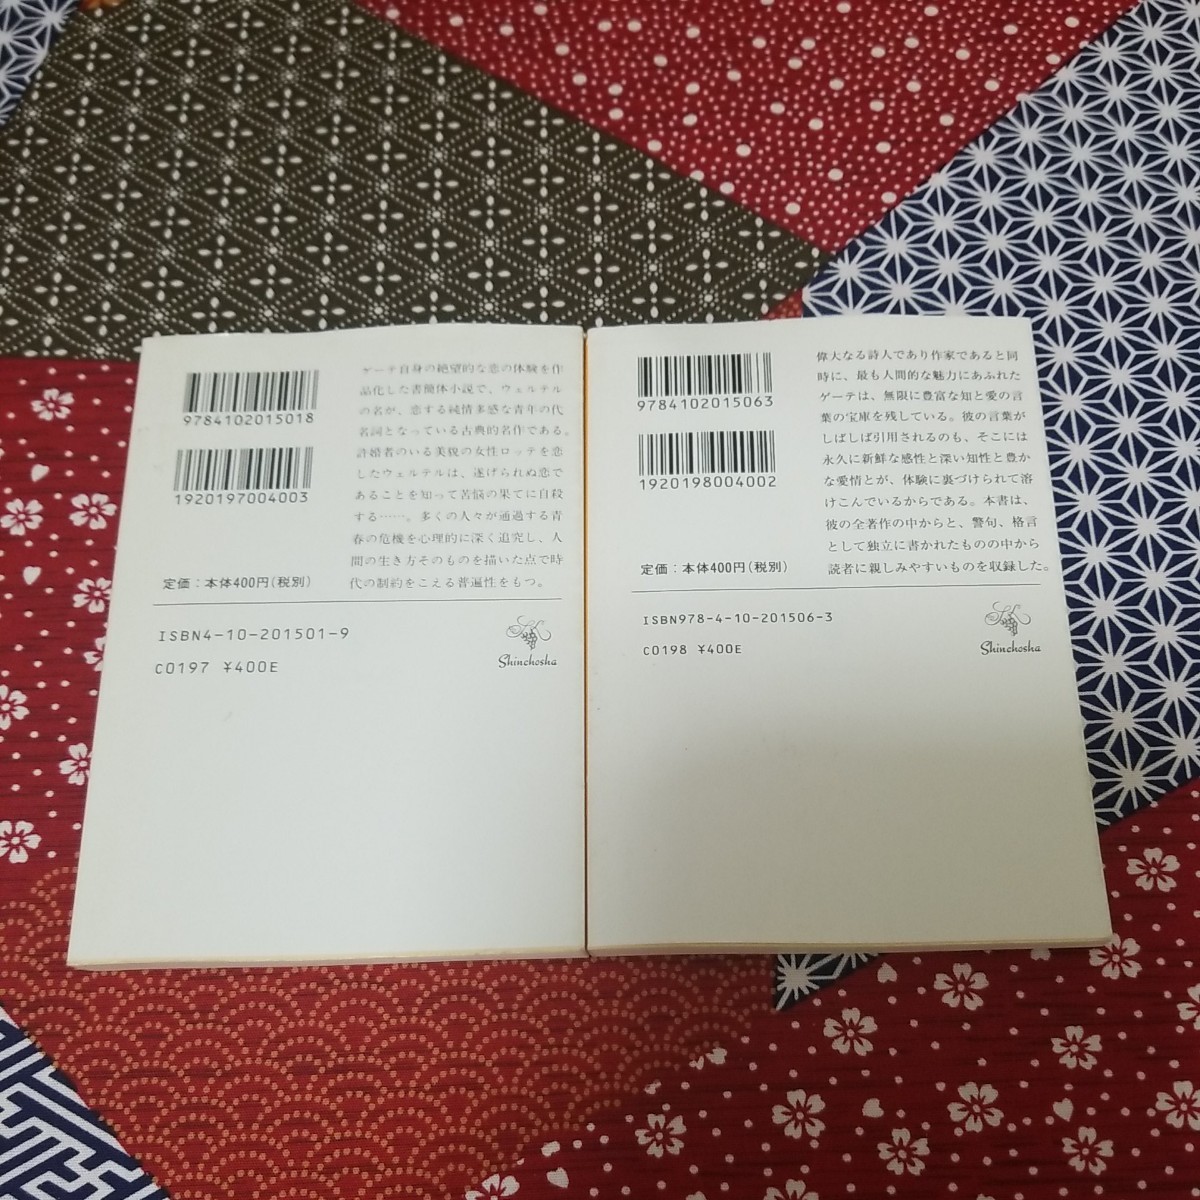 9784102015018
1920197004003
定価：本体400円(税別)
ゲーテ自身の絶望的な恋の体験を作
品化した書簡体小説で、ウェルテル
の名が、恋する純情多感な青年の代
名詞となっている古典的名作である。
許婚者のいる美貌の女性ロッテを恋
したウェルテルは、遂げられぬ恋で
あることを知って苦悩の果てに自殺
する……。多くの人々が通過する青
春の危機を心理的に深く追究し、人
間の生き方そのものを描いた点で時
代の制約をこえる普遍性をもつ。
ISBN4-10-201501-9
C0197 ¥400E
Shinchosha
9784102015063
1920198004002
定価：本体400円(税別)
偉大なる詩人であり作家であると同
時に、最も人間的な魅力にあふれた
ゲーテは、無限に豊富な知と愛の言
葉の宝庫を残している。彼の言葉が
しばしば引用されるのも、そこには
永久に新鮮な感性と深い知性と豊か
な愛情とが、体験に裏づけられて溶
けこんでいるからである。本書は、
彼の全著作の中からと、警句、格言
として独立に書かれたものの中から
読者に親しみやすいものを収録した。
ISBN978-4-10-201506-3
C0198 ¥400E
Shinchosha